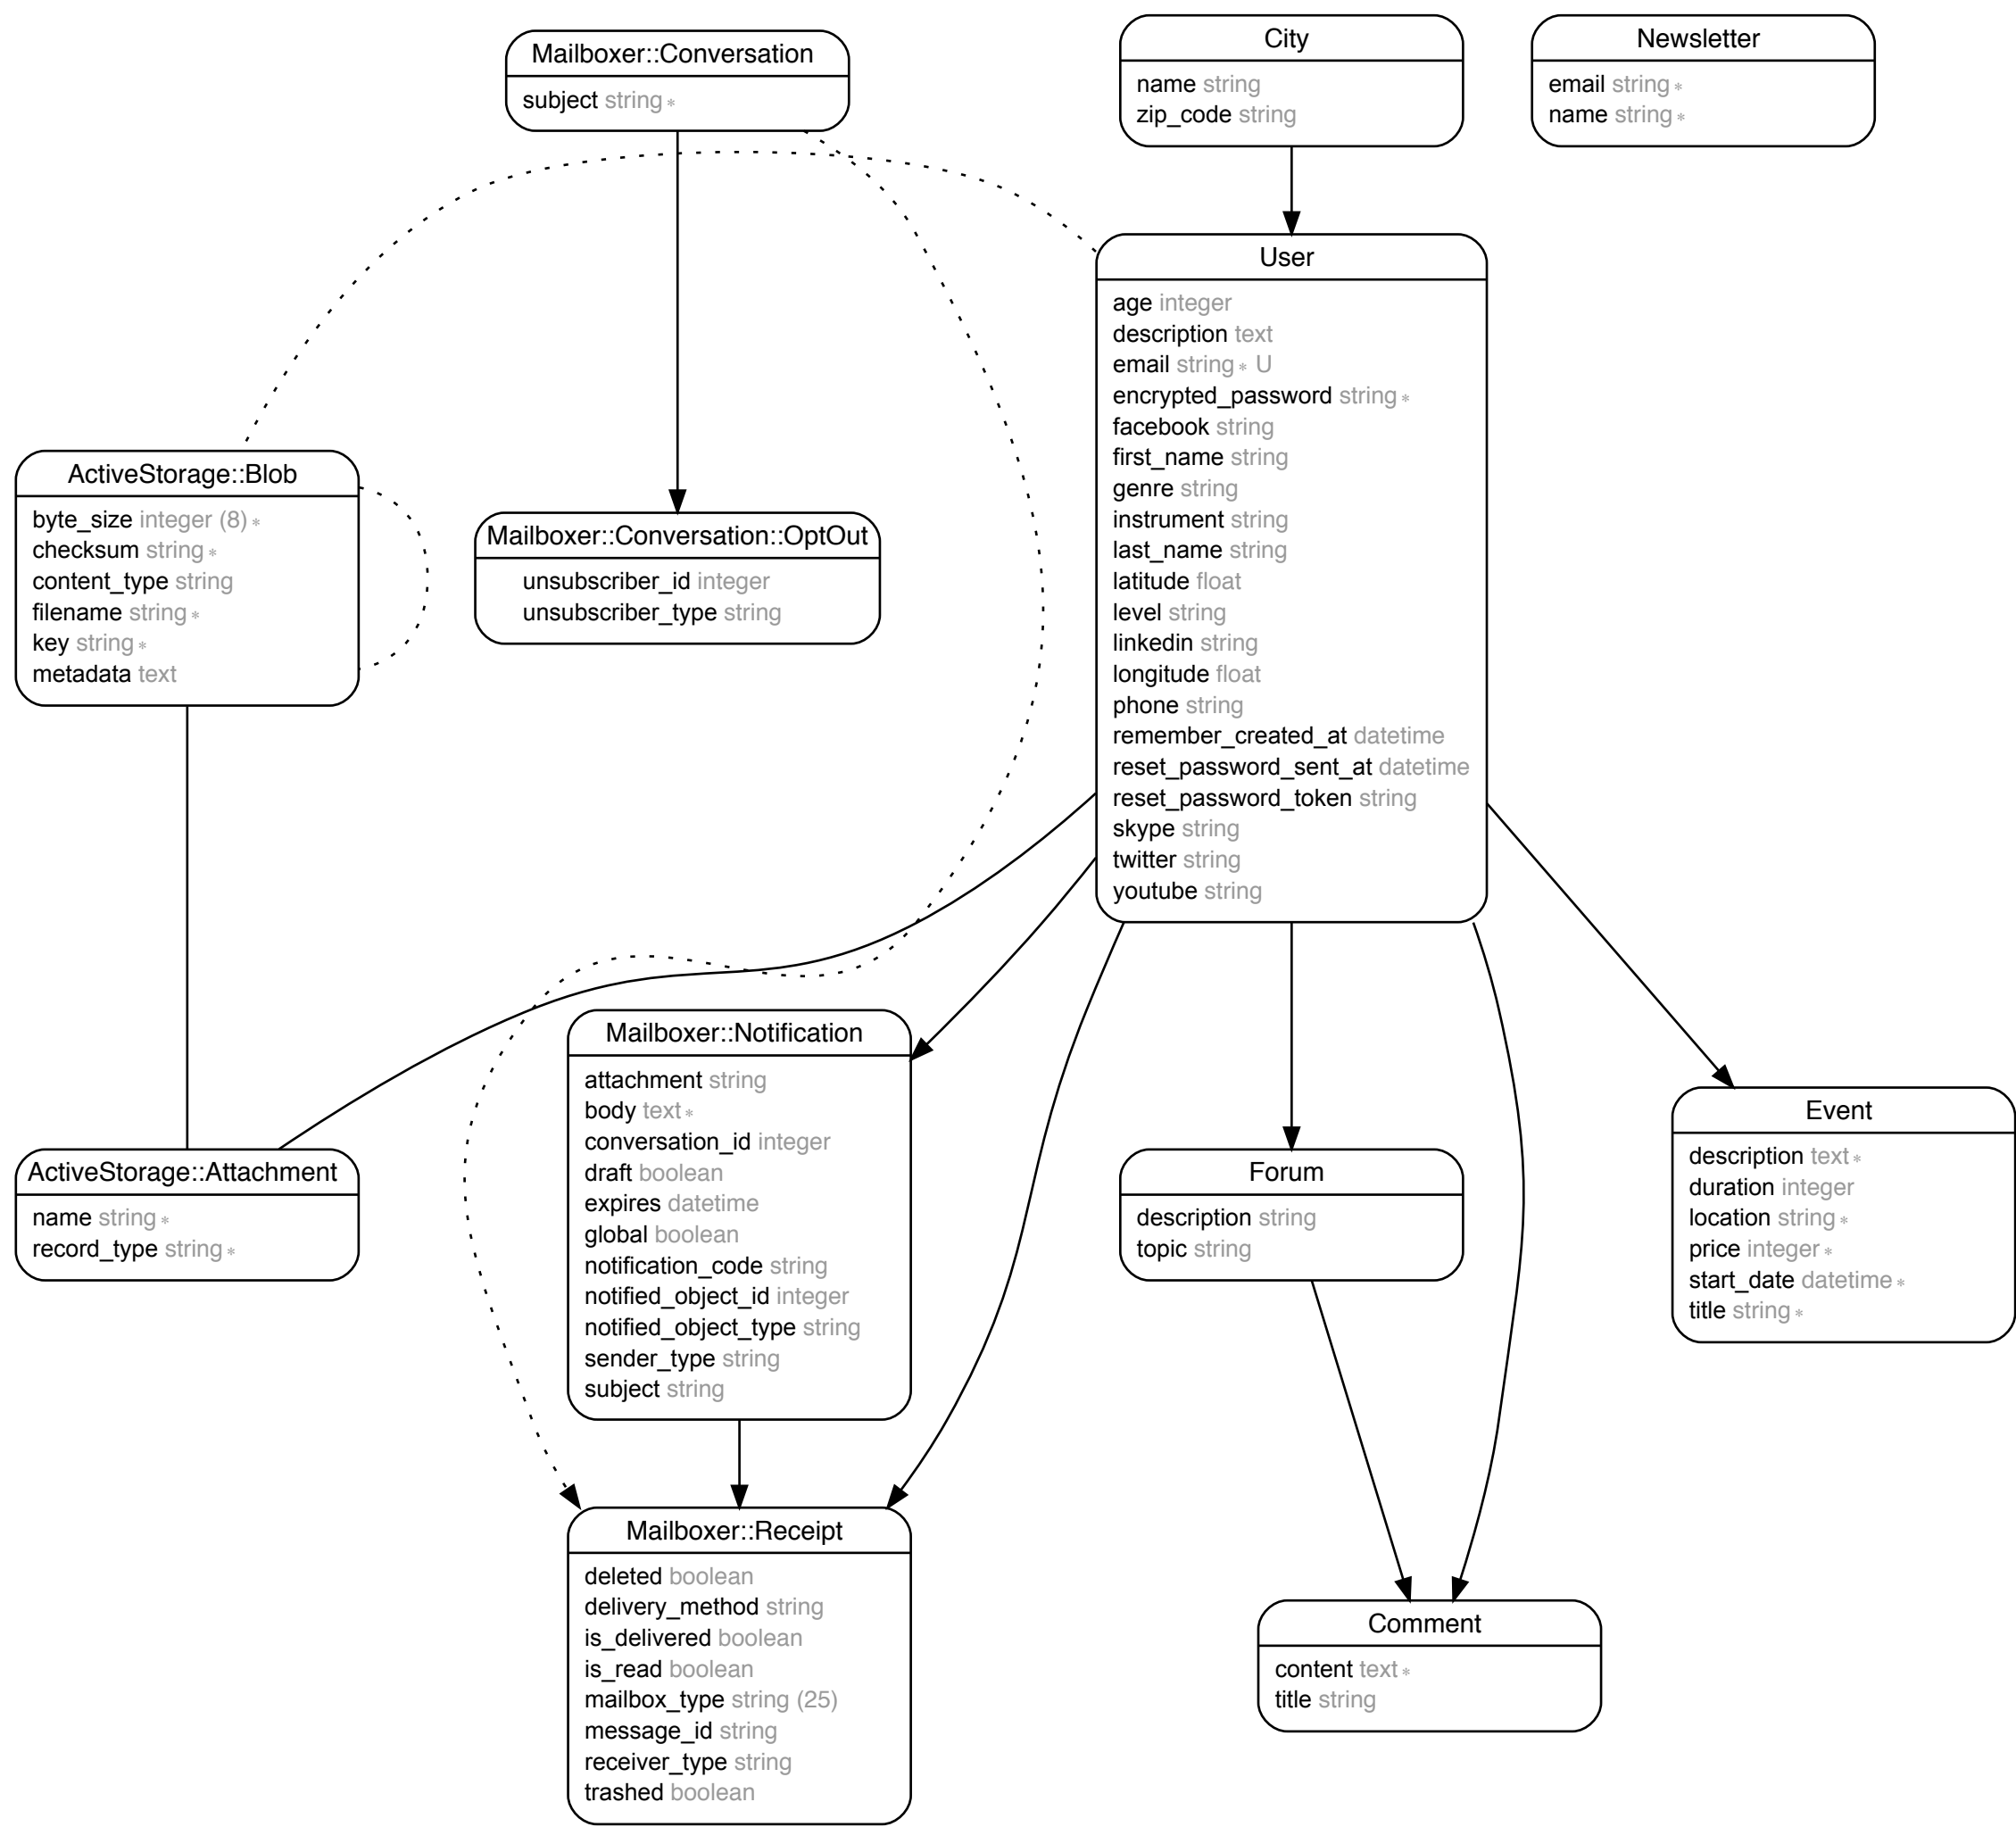 Mailboxer::Conversation
subject string ∗
City
name string
zip_code string
Newsletter
email string ∗
name string ∗
User
age integer
description text
email string ∗ U
encrypted_password string ∗
facebook string
first_name string
genre string
instrument string
last_name string
latitude float
level string
linkedin string
longitude float
phone string
remember_created_at datetime
reset_password_sent_at datetime
reset_password_token string
skype string
twitter string
youtube string
ActiveStorage::Blob
byte_size integer (8) ∗
checksum string ∗
content_type string
filename string ∗
key string ∗
metadata text
Mailboxer::Conversation::OptOut
unsubscriber_id integer
unsubscriber_type string
Mailboxer::Notification
attachment string
body text ∗
conversation_id integer
draft boolean
expires datetime
global boolean
notification_code string
notified_object_id integer
notified_object_type string
sender_type string
subject string
ActiveStorage::Attachment
name string ∗
record_type string ∗
Forum
description string
topic string
Event
description text ∗
duration integer
location string ∗
price integer ∗
start_date datetime ∗
title string ∗
Mailboxer::Receipt
deleted boolean
delivery_method string
is_delivered boolean
is_read boolean
mailbox_type string (25)
message_id string
receiver_type string
trashed boolean
Comment
content text ∗
title string